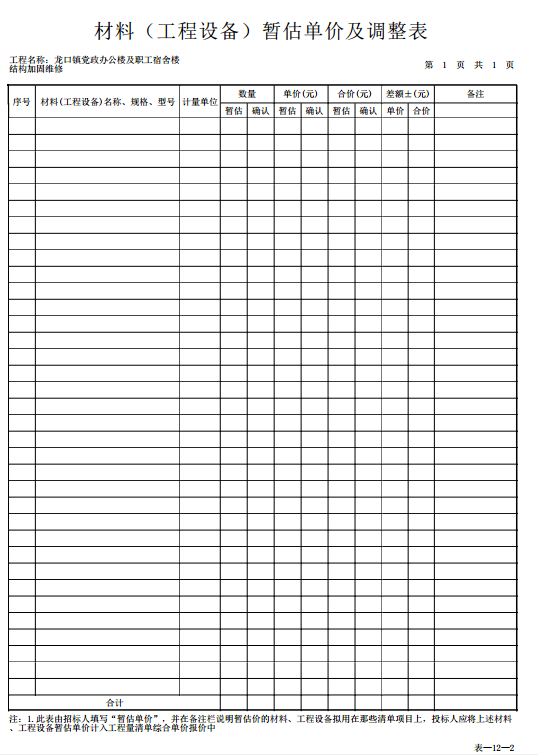 材料（工程设备）暂估单价及调整表
工程名称：龙口镇党政办公楼及职工宿舍楼
结构加固维修
第 1 页 共 1 页
序号 材料(工程设备)名称、规格、型号 计量单位 数量 单价(元) 合价(元) 差额±(元) 备注
暂估 确认 暂估 确认 暂估 确认 单价 合价
合计
注：1.此表由招标人填写“暂估单价”，并在备注栏说明暂估价的材料、工程设备拟用在那些清单项目上，投标人应将上述材料
、工程设备暂估单价计入工程量清单综合单价报价中
表—12—2